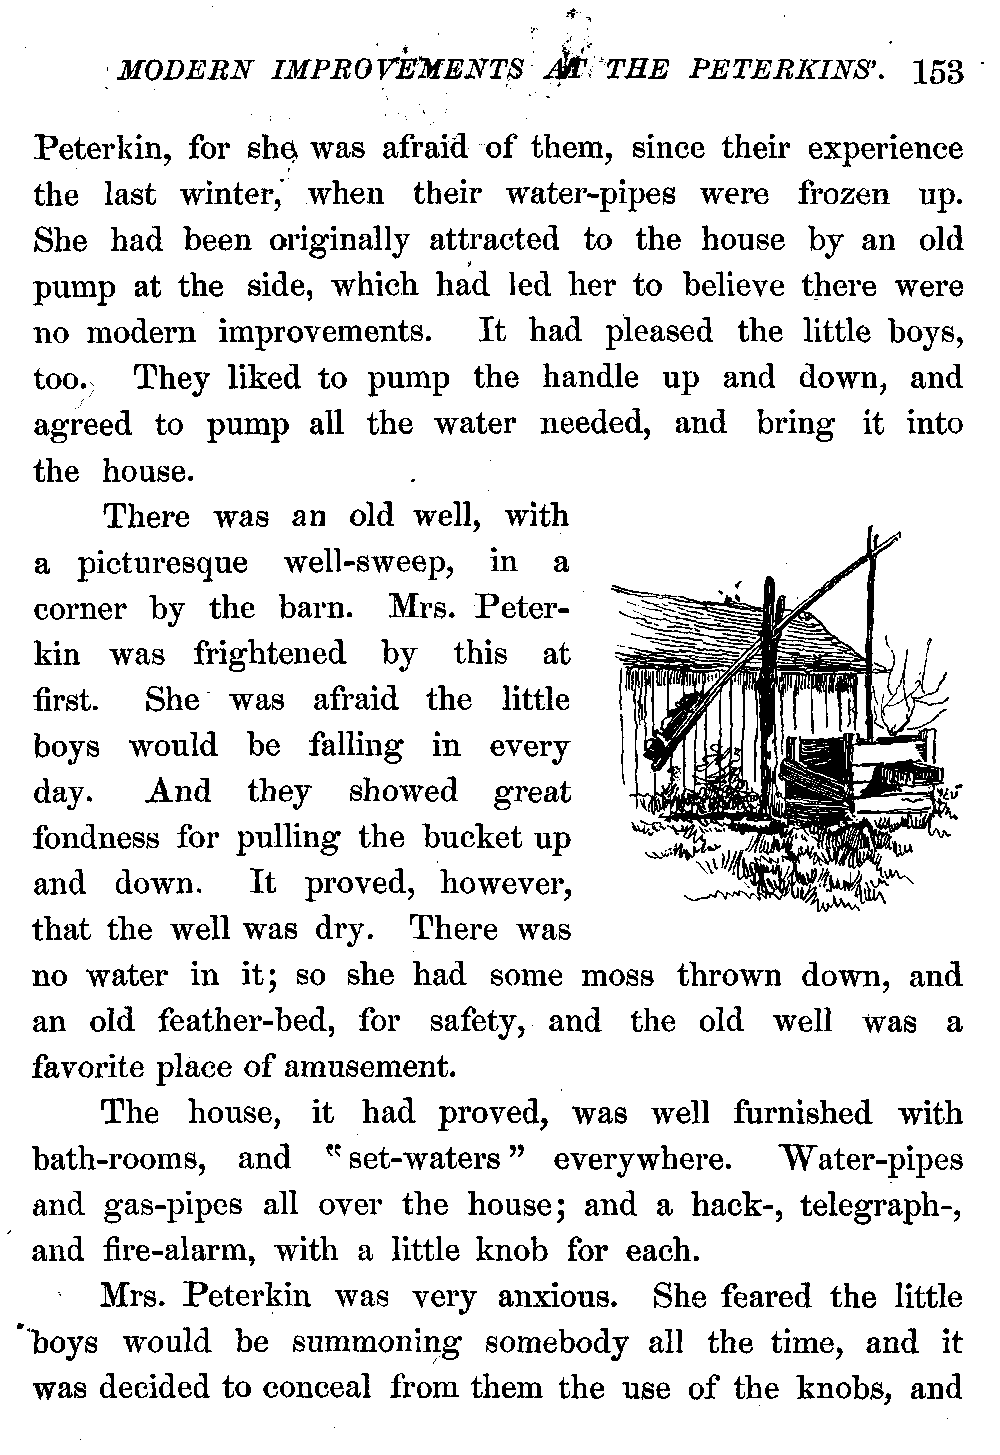 MODERN IMPROVEMENTS AT THE PETERKINS'. 153
Peterkin, for she was afraid of them, since their experience
the last winter, when their water-pipes were frozen up.
She had been originally attracted to the house by an old
pump at the side, which had led her to believe there were
no modern improvements. It had pleased the little boys,
too. They liked to pump the handle up and down, and
agreed to pump all the water needed, and bring it into
the house.
There was an old well, with
a picturesque well-sweep, in a
corner by the barn. Mrs. Peter-
kin was frightened by this at
first. She was afraid the little
boys would be falling in every
day. And they showed great
fondness for pulling the bucket up
and down. It proved, however,
that the well was dry. There was
no water in it; so she had some moss thrown down, and
an old feather-bed, for safety, and the old well was a
favorite place of amusement.
The house, it had proved, was well furnished with
bath-rooms, and "set-waters" everywhere. Water-pipes
and gas-pipes all over the house; and a hack-, telegraph-,
and fire-alarm, with a little knob for each.
Mrs. Peterkin was very anxious. She feared the little
boys would be summoning somebody all the time, and it
was decided to conceal from them the use of the knobs, and